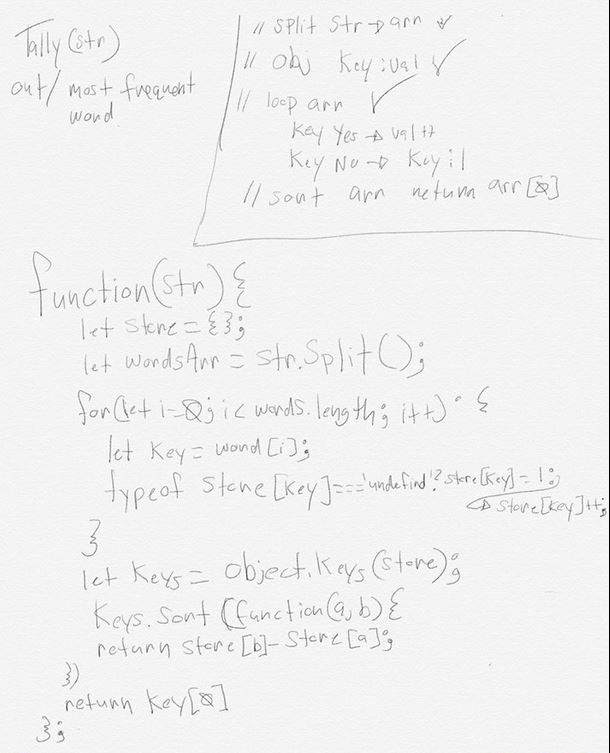 Tally(str)
out/ most frequent
word
// split str → arr ✓
// obj key:val ✓
// loop arr ✓
key Yes → val++
Key No → Key:1
// sort arr return arr[0]
function(str) {
let store = {};
let wordsArr = str.Split();
for(let i=0; i< words.length; i++) {
let key = word[i];
typeof store[key]==='undefind'? store[key]=1:
→ store[key]++;
}
let keys = object.keys(store);
Keys.sort (function(a,b){
return store[b]-store[a];
})
return key[0]
};